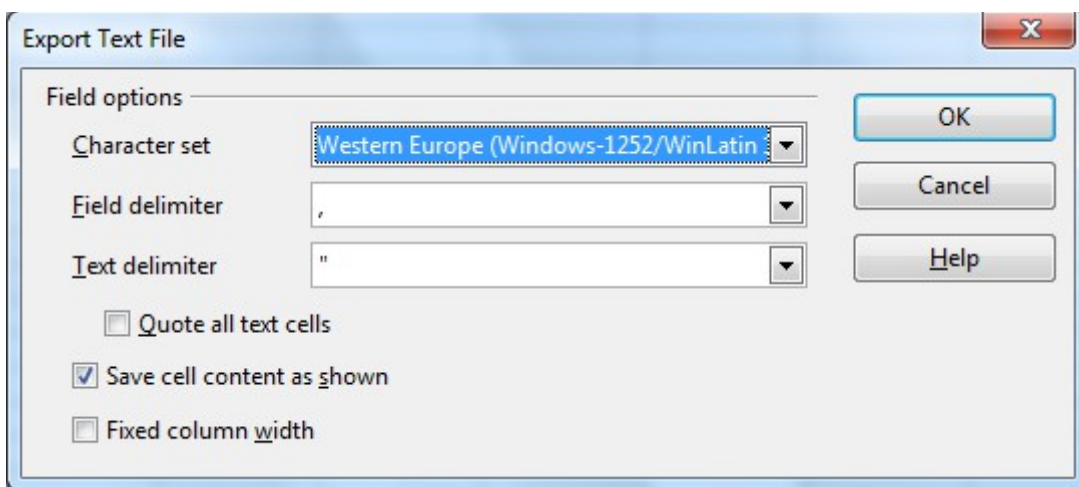 Export Text File
Field options
OK
Character set
Western Europe (Windows-1252/WinLatin
Cancel
Field delimiter
,
Text delimiter
"
Help
Quote all text cells
Save cell content as shown
Fixed column width